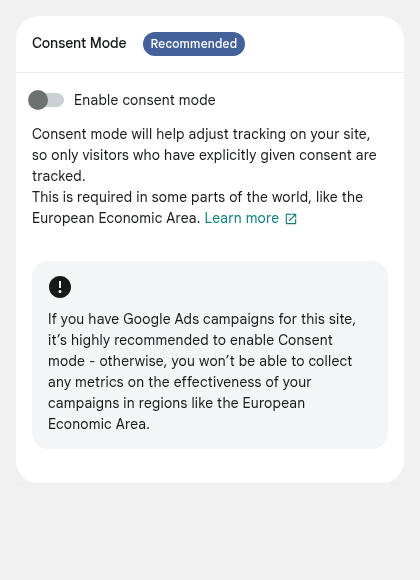 Consent Mode
Recommended
Enable consent mode
Consent mode will help adjust tracking on your site,
so only visitors who have explicitly given consent are
tracked.
This is required in some parts of the world, like the
European Economic Area. Learn more
If you have Google Ads campaigns for this site,
it’s highly recommended to enable Consent
mode - otherwise, you won’t be able to collect
any metrics on the effectiveness of your
campaigns in regions like the European
Economic Area.